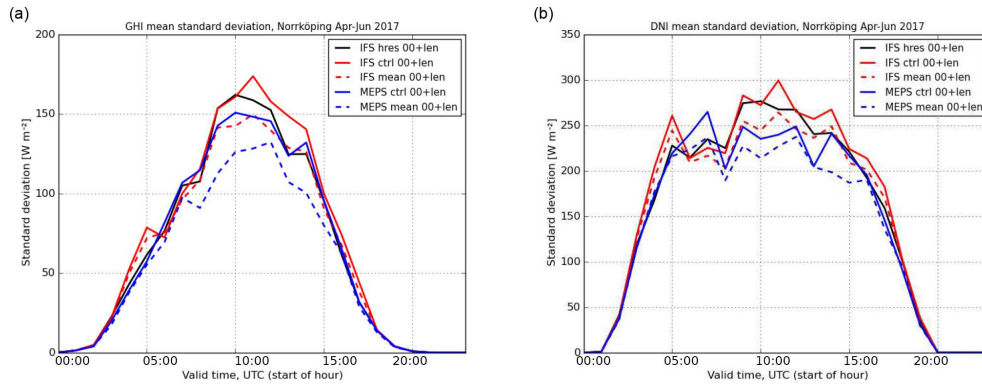 (a)
GHI mean standard deviation, Norrköping Apr-Jun 2017
Standard deviation [W m⁻²]
200
150
100
50
0
IFS hres 00+len
IFS ctrl 00+len
IFS mean 00+len
MEPS ctrl 00+len
MEPS mean 00+len
00:00 05:00 10:00 15:00 20:00
Valid time, UTC (start of hour)
(b)
DNI mean standard deviation, Norrköping Apr-Jun 2017
Standard deviation [W m⁻²]
350
300
250
200
150
100
50
0
IFS hres 00+len
IFS ctrl 00+len
IFS mean 00+len
MEPS ctrl 00+len
MEPS mean 00+len
00:00 05:00 10:00 15:00 20:00
Valid time, UTC (start of hour)